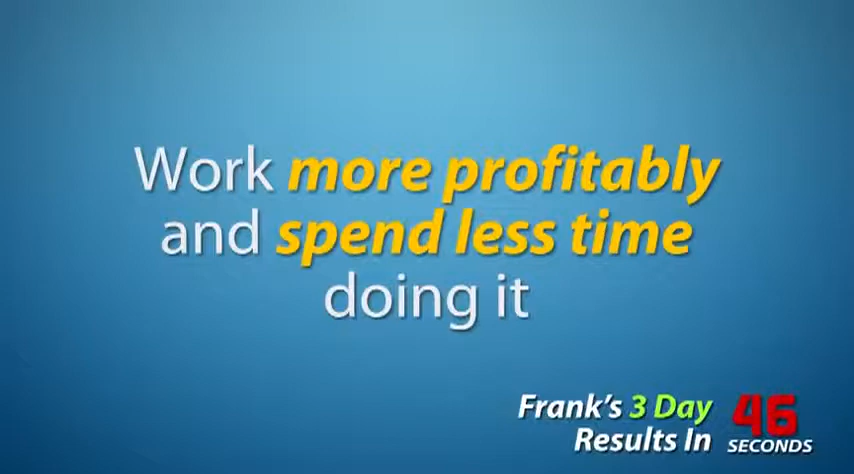 Work more profitably
and spend less time
doing it
Frank's 3 Day
Results In
46
SECONDS